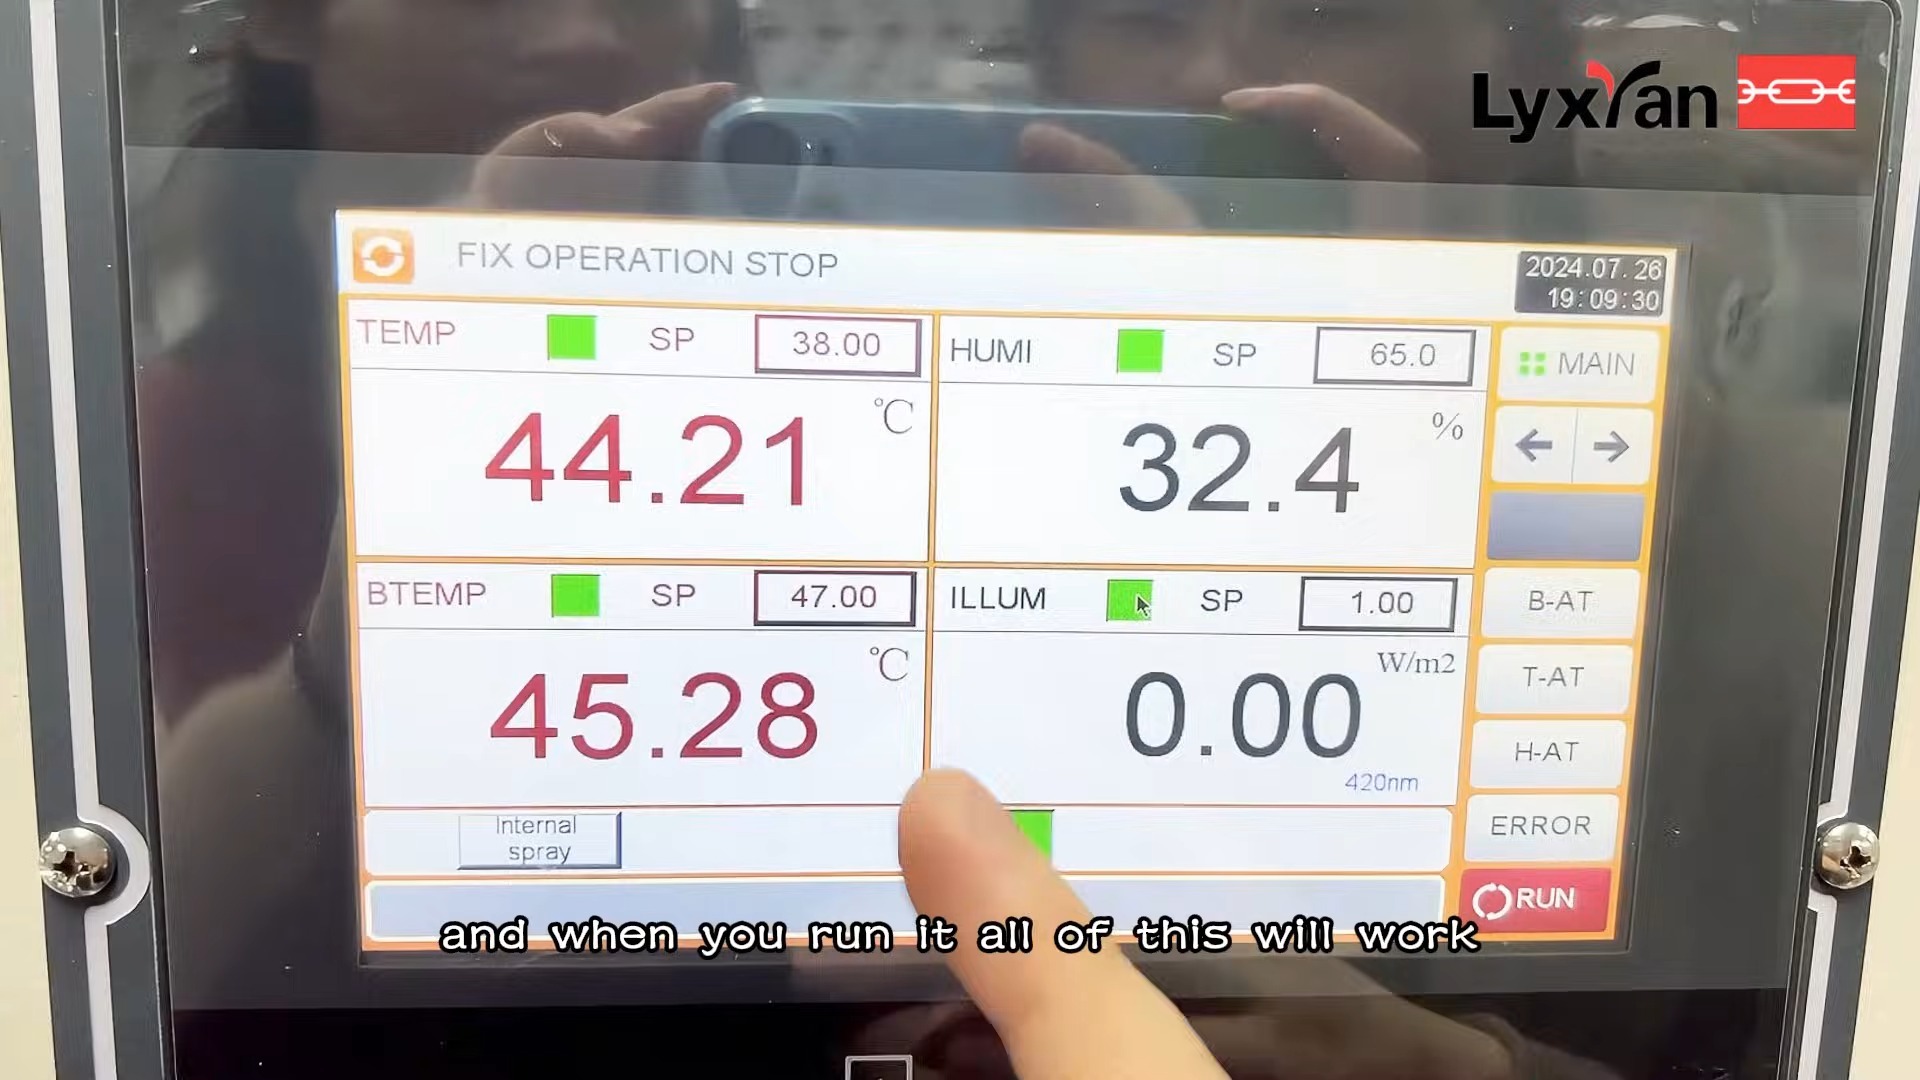 Lyxyan
FIX OPERATION STOP
2024.07.26
19:09:30
TEMP SP 38.00
HUMI SP 65.0
MAIN
44.21 ℃
32.4 %
BTEMP SP 47.00
ILLUM SP 1.00
B-AT
45.28 ℃
0.00 W/m2
420nm
T-AT
H-AT
Internal
spray
ERROR
RUN
and when you run it all of this will work